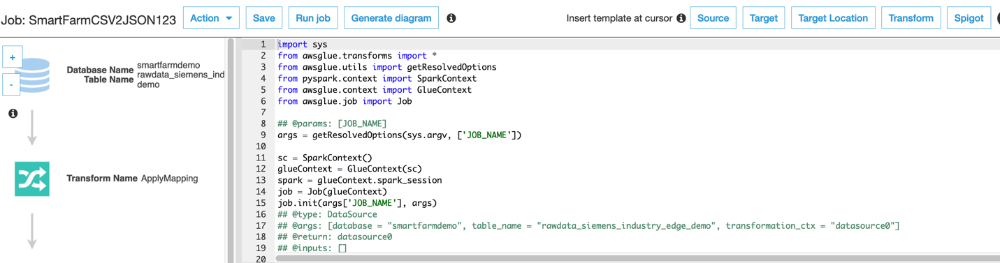 Job: SmartFarmCSV2JSON123 Action Save Run job Generate diagram Insert template at cursor Source Target Target Location Transform Spigot
+
-
Database Name smartfarmdemo
Table Name rawdata_siemens_ind
demo
Transform Name ApplyMapping
1 import sys
2 from awsglue.transforms import *
3 from awsglue.utils import getResolvedOptions
4 from pyspark.context import SparkContext
5 from awsglue.context import GlueContext
6 from awsglue.job import Job
7
8 ## @params: [JOB_NAME]
9 args = getResolvedOptions(sys.argv, ['JOB_NAME'])
10
11 sc = SparkContext()
12 glueContext = GlueContext(sc)
13 spark = glueContext.spark_session
14 job = Job(glueContext)
15 job.init(args['JOB_NAME'], args)
16 ## @type: DataSource
17 ## @args: [database = "smartfarmdemo", table_name = "rawdata_siemens_industry_edge_demo", transformation_ctx = "datasource0"]
18 ## @return: datasource0
19 ## @inputs: []
20